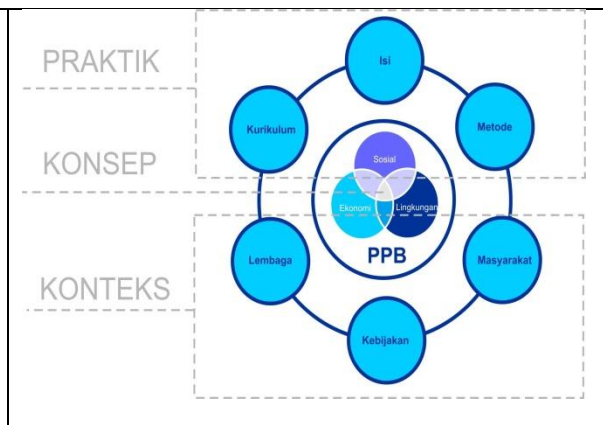 PRAKTIK
Isi
Kurikulum
Metode
KONSEP
Sosial
Ekonomi
Lingkungan
PPB
Lembaga
Masyarakat
KONTEKS
Kebijakan